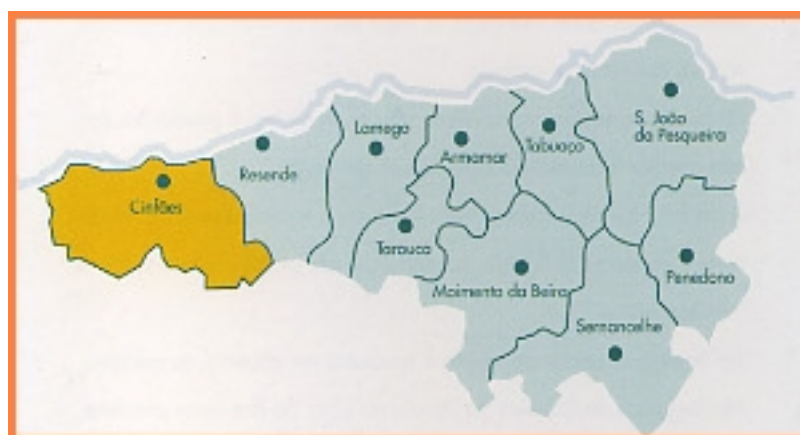 S. João
da Pesqueira
Lamego
Armamar
Tabuaço
Resende
Cinfães
Tarouca
Penedono
Moimenta da Beira
Sernancelhe